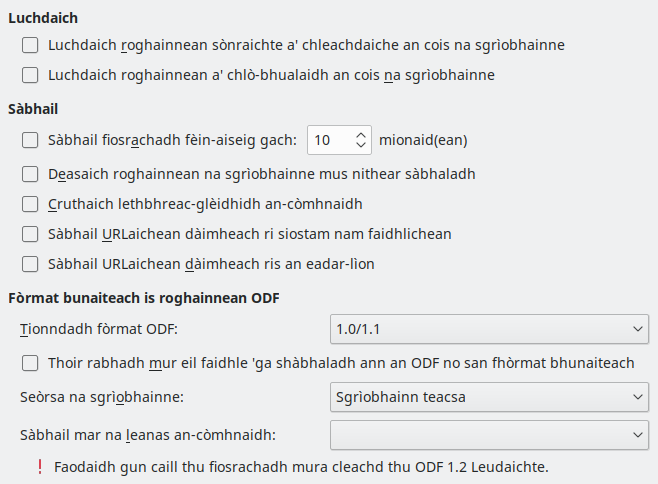 Luchdaich
Luchdaich roghainnean sònraichte a' chleachdaiche an cois na sgrìobhainne
Luchdaich roghainnean a' chlò-bhualaidh an cois na sgrìobhainne
Sàbhail
Sàbhail fiosrachadh fèin-aiseig gach: 10 mionaid(ean)
Deasaich roghainnean na sgrìobhainne mus nithear sàbhaladh
Cruthaich lethbhreac-glèidhidh an-còmhnaidh
Sàbhail URLaichean dàimheach ri siostam nam faidhlichean
Sàbhail URLaichean dàimheach ris an eadar-lìon
Fòrmat bunaiteach is roghainnean ODF
Tionndadh fòrmat ODF: 1.0/1.1
Thoir rabhadh mur eil faidhle 'ga shàbhaladh ann an ODF no san fhòrmat bhunaiteach
Seòrsa na sgrìobhainne: Sgrìobhainn teacsa
Sàbhail mar na leanas an-còmhnaidh:
! Faodaidh gun caill thu fiosrachadh mura cleachd thu ODF 1.2 Leudaichte.